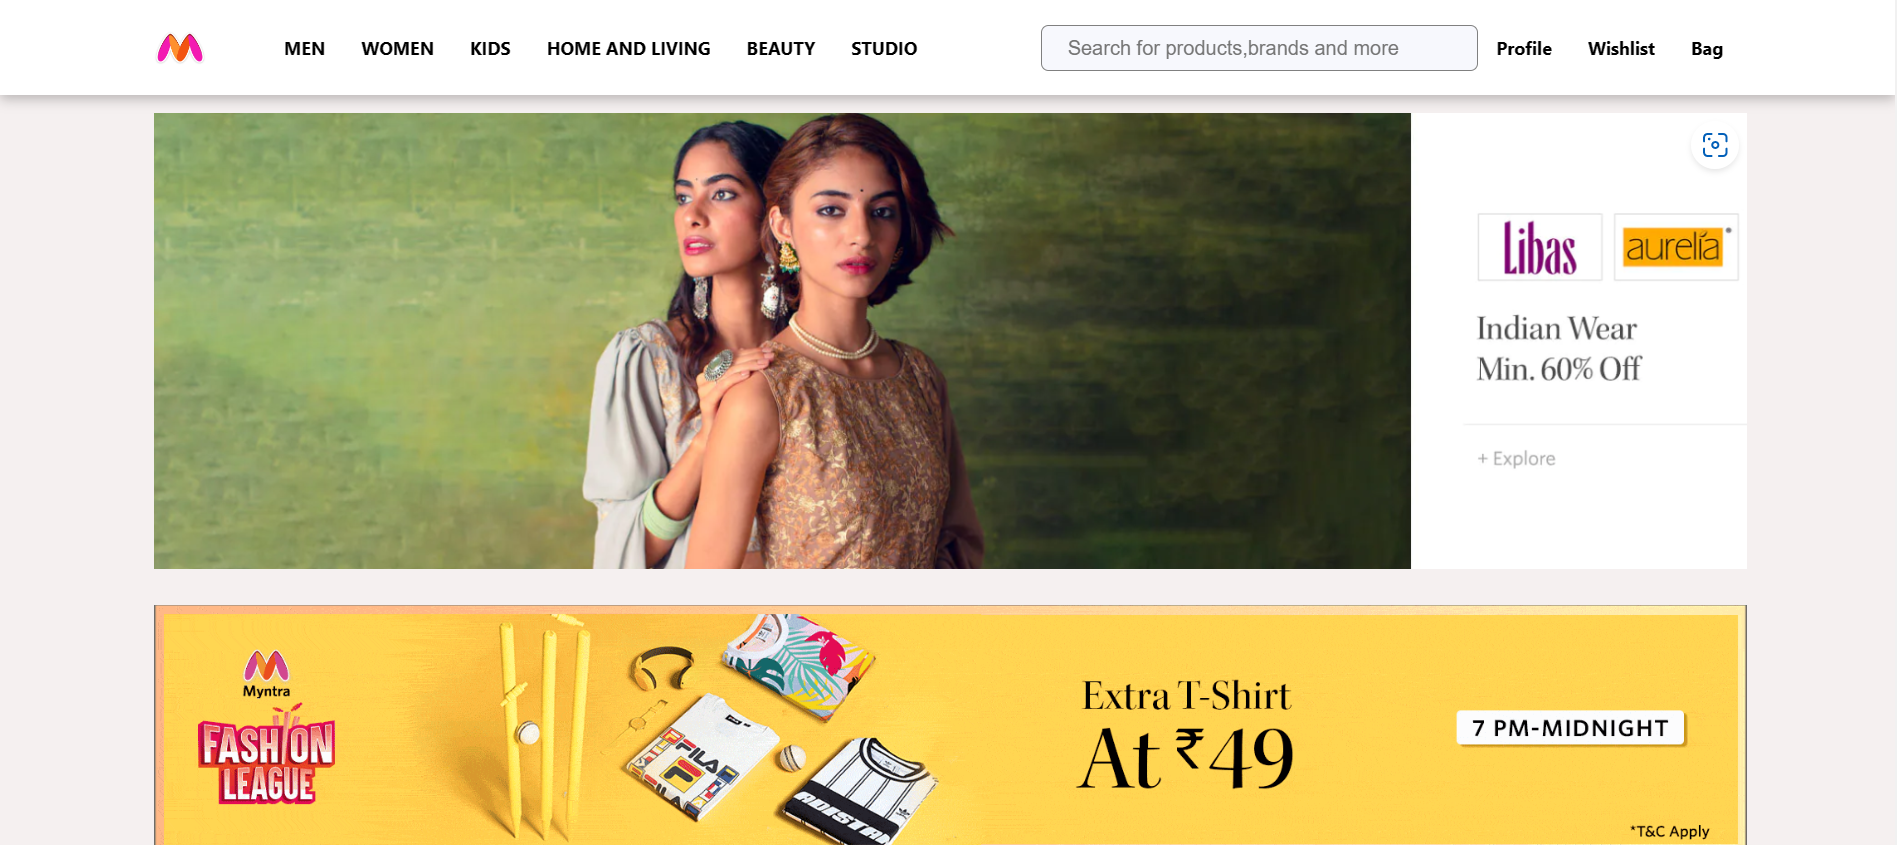 MEN WOMEN KIDS HOME AND LIVING BEAUTY STUDIO Search for products,brands and more Profile Wishlist Bag
Libas aurelia
Indian Wear
Min. 60% Off
+ Explore
Myntra
FASHION
LEAGUE
FILA
FILA
ADISTAR
Extra T-Shirt
At ₹49
7 PM-MIDNIGHT
*T&C Apply